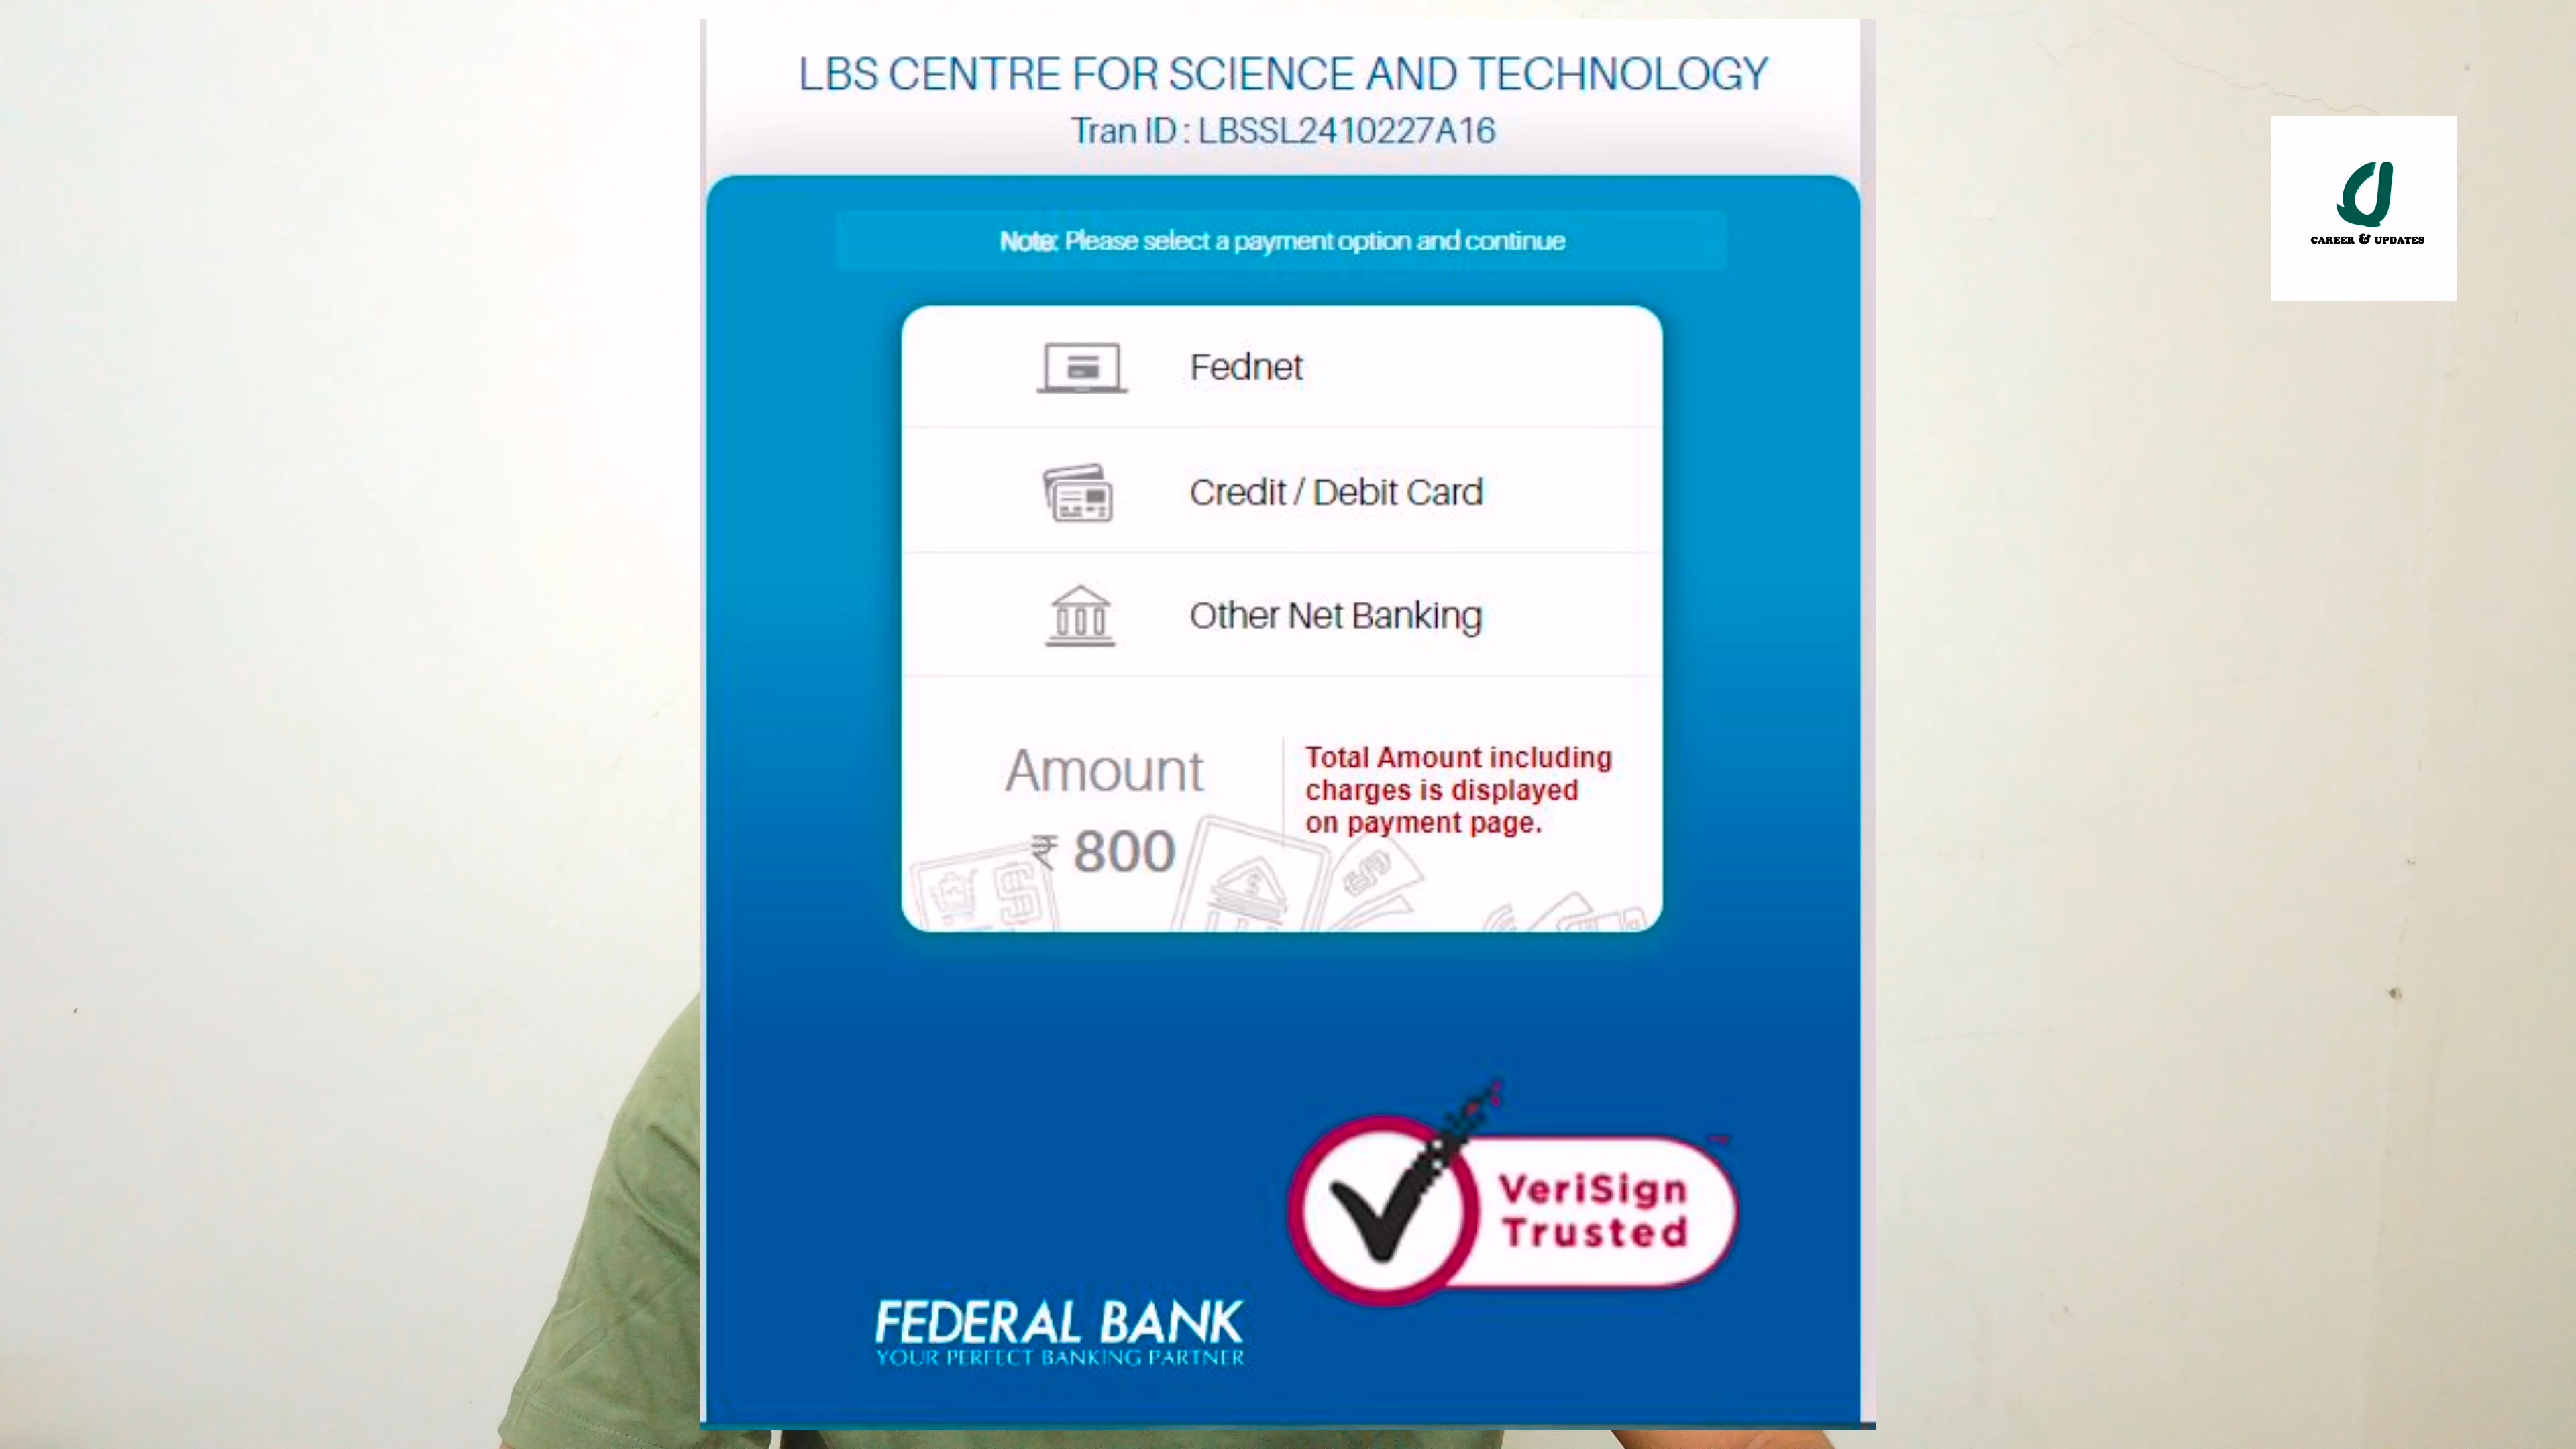 LBS CENTRE FOR SCIENCE AND TECHNOLOGY
Tran ID : LBSSL2410227A16
CAREER & UPDATES
Note: Please select a payment option and continue
Fednet
Credit / Debit Card
Other Net Banking
Amount
₹ 800
Total Amount including
charges is displayed
on payment page.
VeriSign
Trusted
FEDERAL BANK
YOUR PERFECT BANKING PARTNER